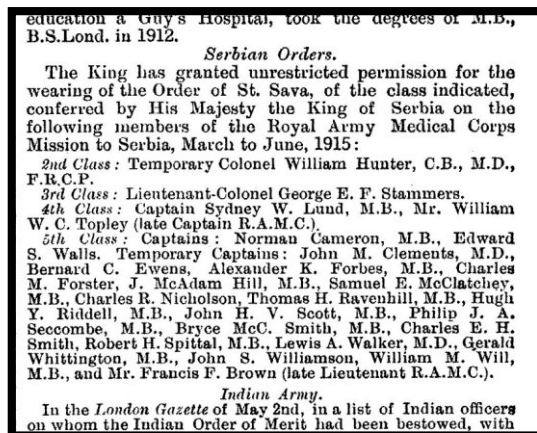 education a Guy's Hospital, took the degrees of M.B.,
B.S.Lond. in 1912.
Serbian Orders.
The King has granted unrestricted permission for the
wearing of the Order of St. Sava, of the class indicated,
conferred by His Majesty the King of Serbia on the
following members of the Royal Army Medical Corps
Mission to Serbia, March to June, 1915:
2nd Class: Temporary Colonel William Hunter, C.B., M.D.,
F.R.C.P.
3rd Class: Lieutenant-Colonel George E. F. Stammers.
4th Class: Captain Sydney W. Lund, M.B., Mr. William
W. C. Topley (late Captain R.A.M.C.).
5th Class: Captains: Norman Cameron, M.B., Edward
S. Walls. Temporary Captains: John M. Clements, M.D.,
Bernard C. Ewens, Alexander K. Forbes, M.B., Charles
M. Forster, J. McAdam Hill, M.B., Samuel E. McClatchey,
M.B., Charles R. Nicholson, Thomas H. Ravenhill, M.B., Hugh
Y. Riddell, M.B., John H. V. Scott, M.B., Philip J. A.
Seccombe, M.B., Bryce McC. Smith, M.B., Charles E. H.
Smith, Robert H. Spittal, M.B., Lewis A. Walker, M.D., Gerald
Whittington, M.B., John S. Williamson, William M. Will,
M.B., and Mr. Francis F. Brown (late Lieutenant R.A.M.C.).
Indian Army.
In the London Gazette of May 2nd, in a list of Indian officers
on whom the Indian Order of Merit had been bestowed, with